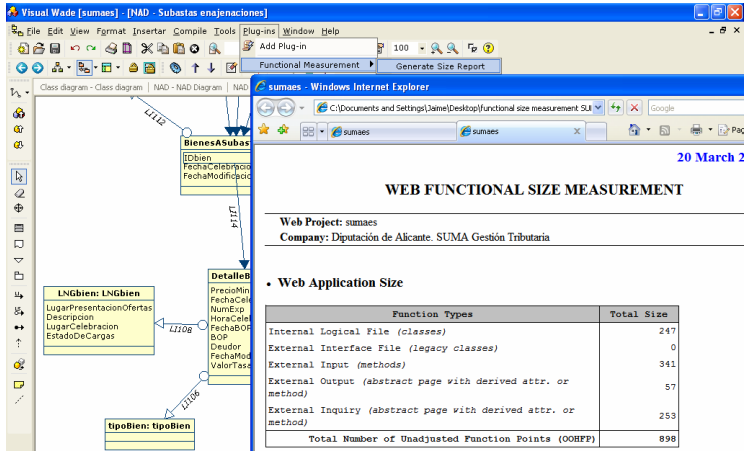 Visual Wade [sumaes] - [NAD - Subastas enajenaciones]
File Edit View Format Insertar Compile Tools Plug-ins Window Help
Add Plug-in
Functional Measurement
Generate Size Report
100
Class diagram - Class diagram | NAD - NAD Diagram | NAD
LI112
BienesASubas
IDbien
FechaCelebracio
FechaModificacio
LI114
DetalleB
PrecioMin
FechaCele
NumExp
HoraCele
FechaBOP
BOP
Deudor
FechaMod
ValorTasa
LNGbien: LNGbien
LugarPresentacionOfertas
Descripcion
LugarCelebracion
EstadoDeCargas
LI108
LI106
tipoBien: tipoBien
sumaes - Windows Internet Explorer
C:\Documents and Settings\Jaime\Desktop\functional size measurement SUI
Google
sumaes
sumaes
Pag
20 March 2
WEB FUNCTIONAL SIZE MEASUREMENT
Web Project: sumaes
Company: Diputación de Alicante. SUMA Gestión Tributaria
• Web Application Size
Function Types Total Size
Internal Logical File (classes) 247
External Interface File (legacy classes) 0
External Input (methods) 341
External Output (abstract page with derived attr. or
method) 57
External Inquiry (abstract page with derived attr. or
method) 253
Total Number of Unadjusted Function Points (OOHFP) 898